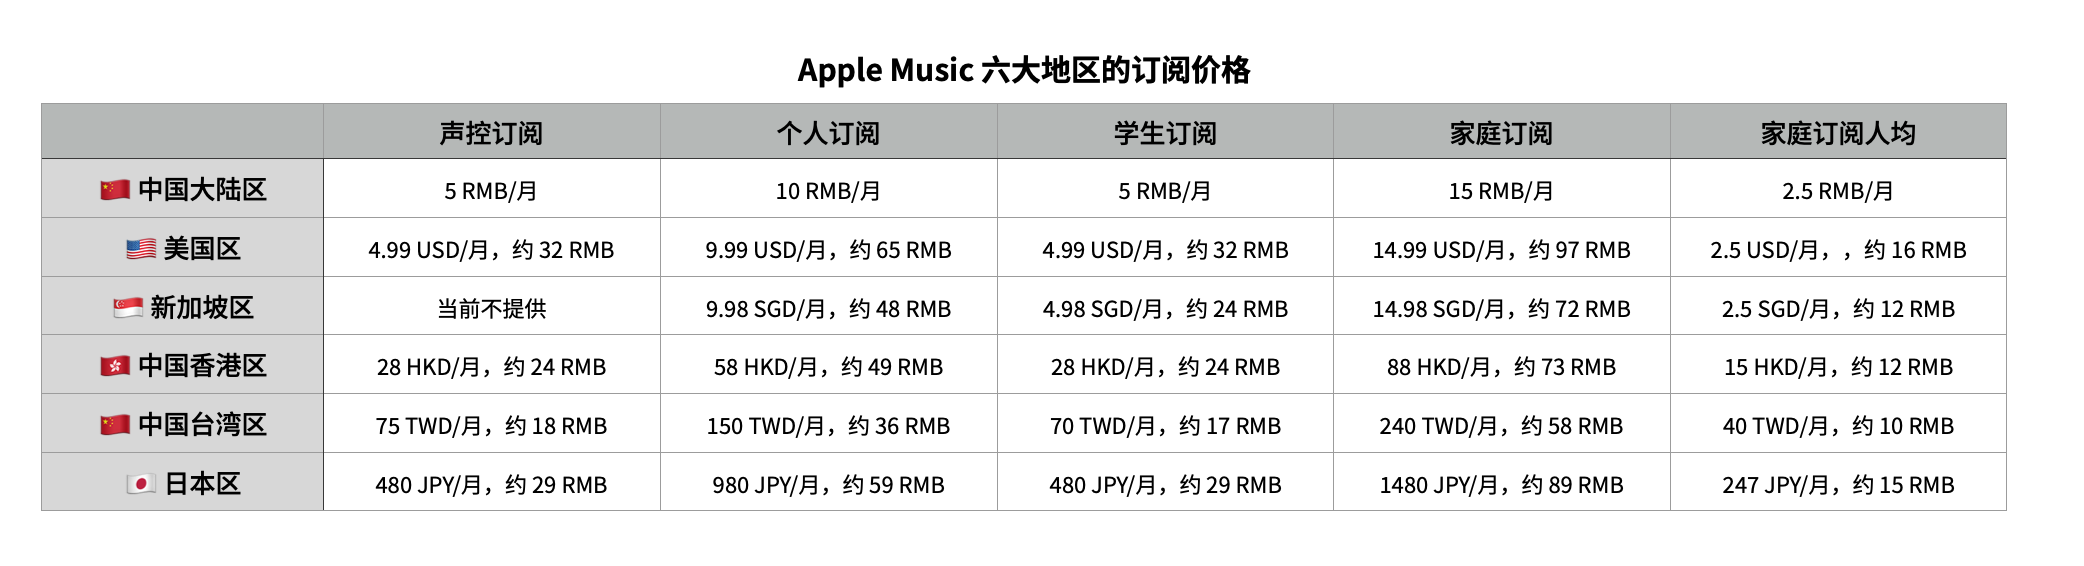 Apple Music 六大地区的订阅价格
声控订阅 个人订阅 学生订阅 家庭订阅 家庭订阅人均
🇨🇳 中国大陆区 5 RMB/月 10 RMB/月 5 RMB/月 15 RMB/月 2.5 RMB/月
🇺🇸 美国区 4.99 USD/月，约 32 RMB 9.99 USD/月，约 65 RMB 4.99 USD/月，约 32 RMB 14.99 USD/月，约 97 RMB 2.5 USD/月，，约 16 RMB
🇸🇬 新加坡区 当前不提供 9.98 SGD/月，约 48 RMB 4.98 SGD/月，约 24 RMB 14.98 SGD/月，约 72 RMB 2.5 SGD/月，约 12 RMB
🇭🇰 中国香港区 28 HKD/月，约 24 RMB 58 HKD/月，约 49 RMB 28 HKD/月，约 24 RMB 88 HKD/月，约 73 RMB 15 HKD/月，约 12 RMB
🇨🇳 中国台湾区 75 TWD/月，约 18 RMB 150 TWD/月，约 36 RMB 70 TWD/月，约 17 RMB 240 TWD/月，约 58 RMB 40 TWD/月，约 10 RMB
🇯🇵 日本区 480 JPY/月，约 29 RMB 980 JPY/月，约 59 RMB 480 JPY/月，约 29 RMB 1480 JPY/月，约 89 RMB 247 JPY/月，约 15 RMB